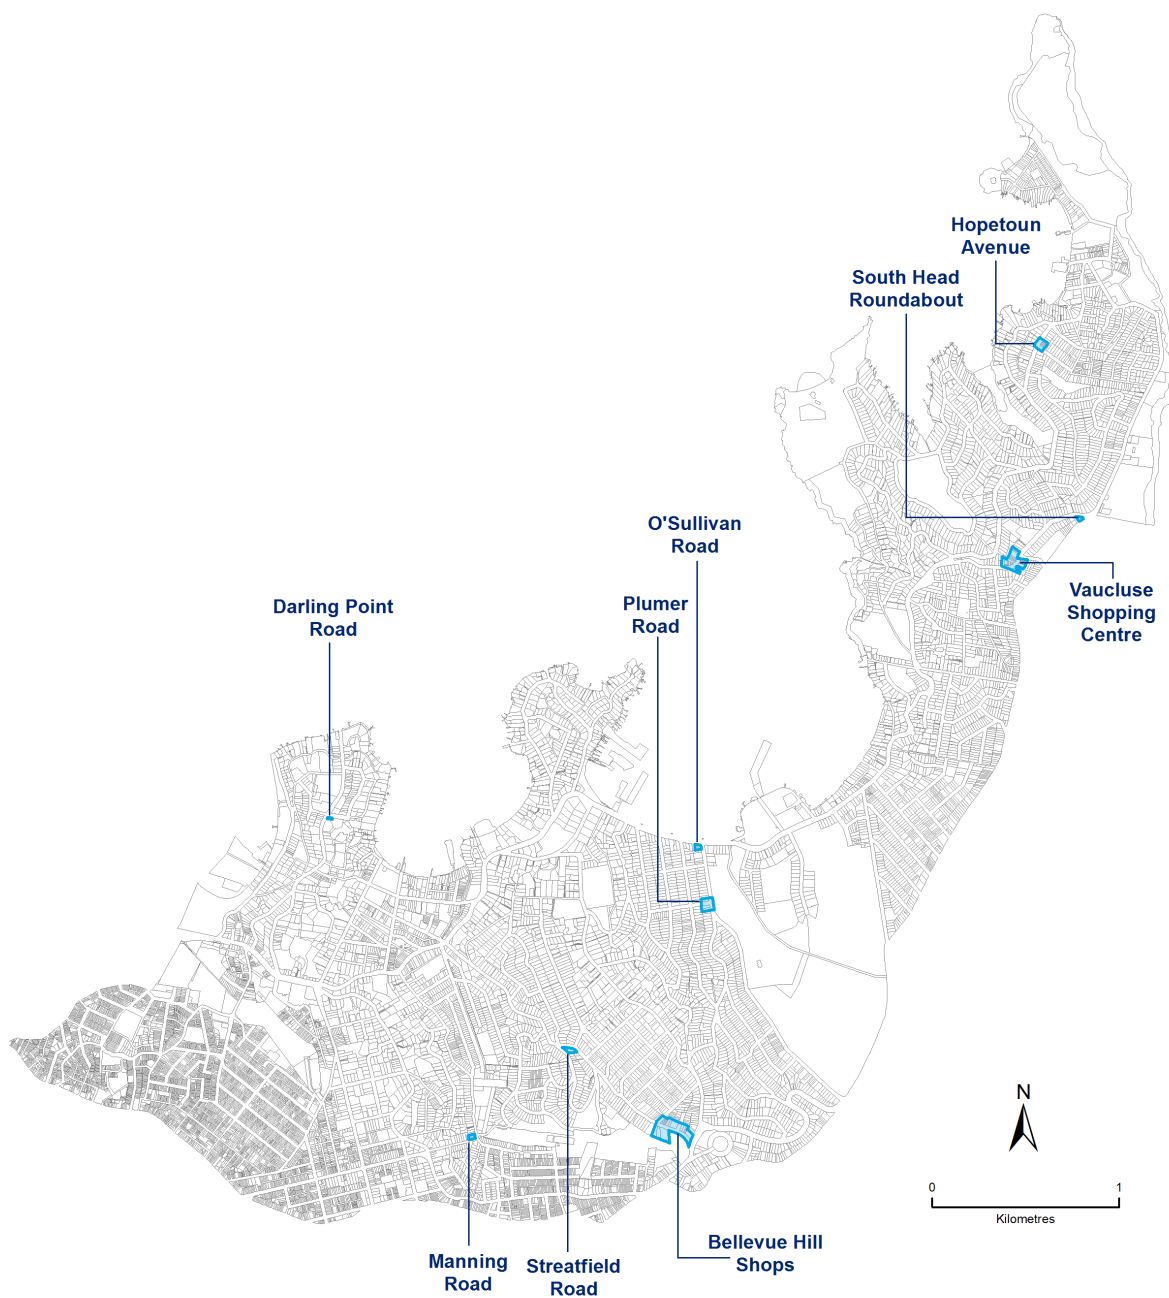 Hopetoun
Avenue
South Head
Roundabout
O'Sullivan
Road
Plumer
Road
Darling Point
Road
Vaucluse
Shopping
Centre
N
0
1
Kilometres
Bellevue Hill
Shops
Manning
Road
Streatfield
Road